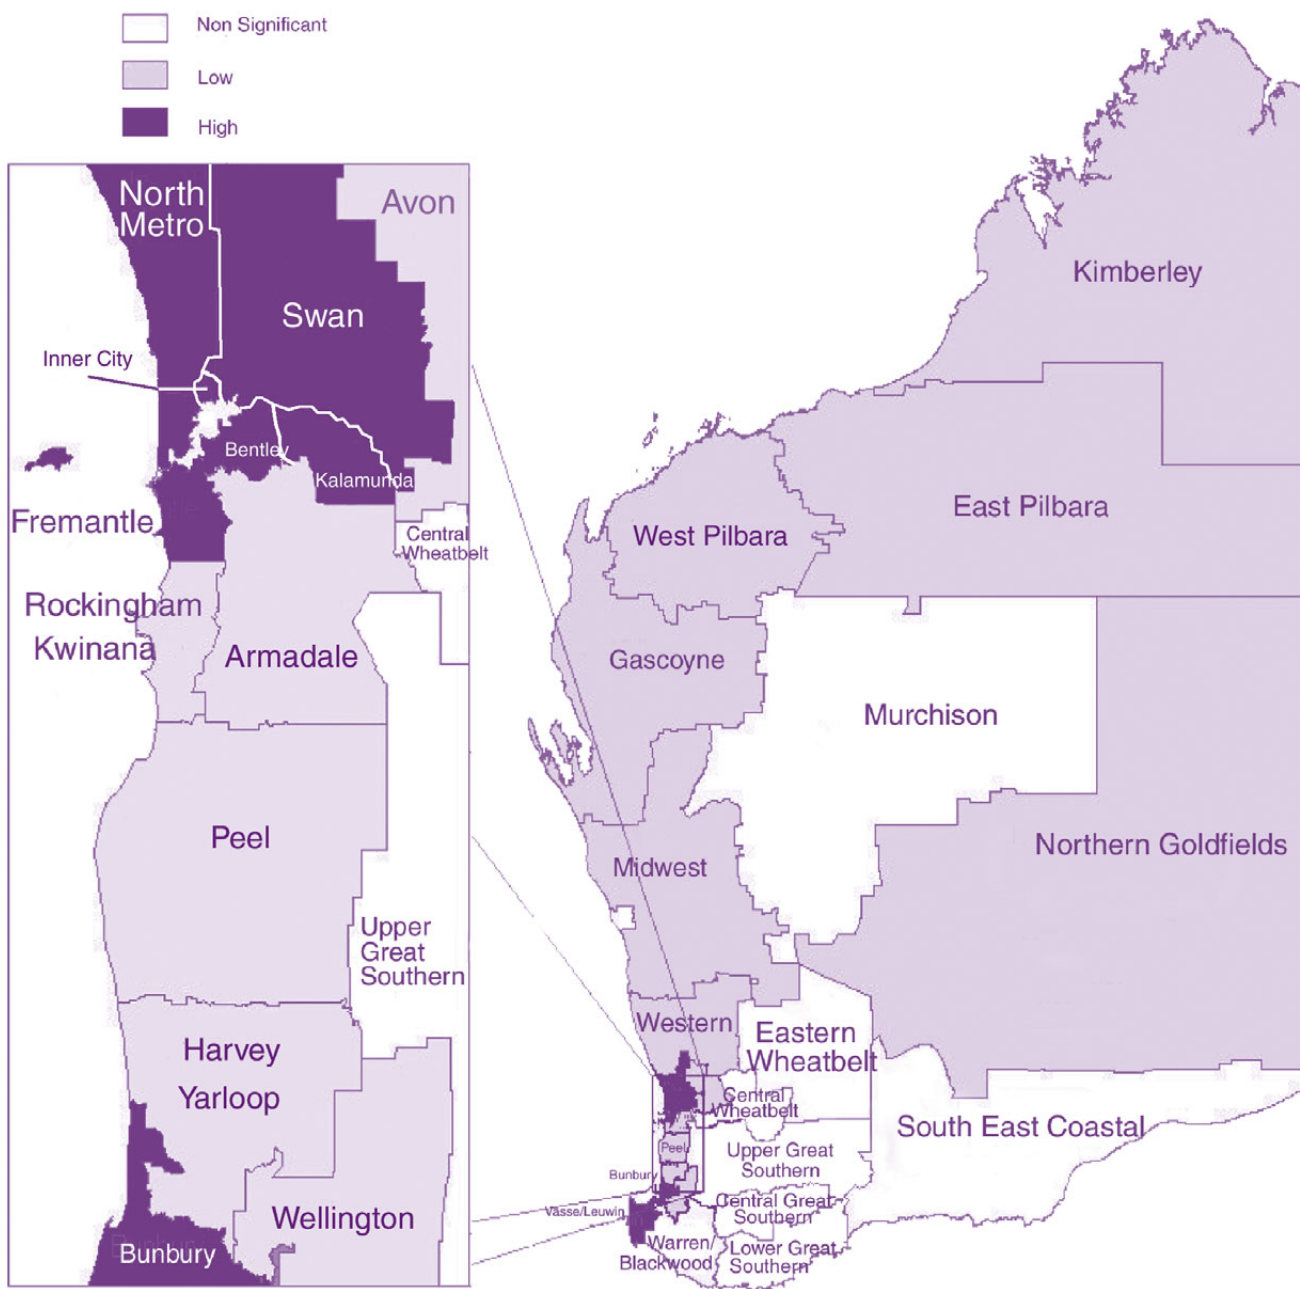 Non Significant
Low
High
North
Metro
Avon
Swan
Inner City
Bentley
Kalamunda
Fremantle
Central
Wheatbelt
Rockingham
Kwinana
Armadale
Peel
Upper
Great
Southern
Harvey
Yarloop
Wellington
Bunbury
Kimberley
East Pilbara
West Pilbara
Gascoyne
Murchison
Northern Goldfields
Midwest
Western
Eastern
Wheatbelt
Central
Wheatbelt
South East Coastal
Peel
Upper Great
Southern
Bunbury
Central Great
Southern
Vasse/Leuwin
Warren/
Blackwood
Lower Great
Southern